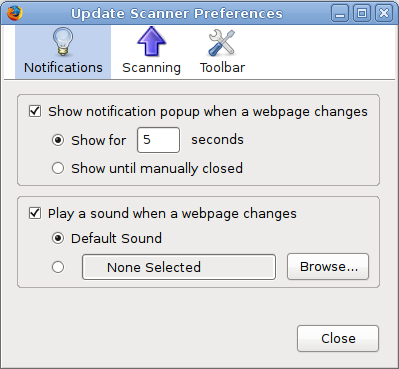 Update Scanner Preferences
Notifications Scanning Toolbar
Show notification popup when a webpage changes
Show for 5 seconds
Show until manually closed
Play a sound when a webpage changes
Default Sound
None Selected Browse...
Close